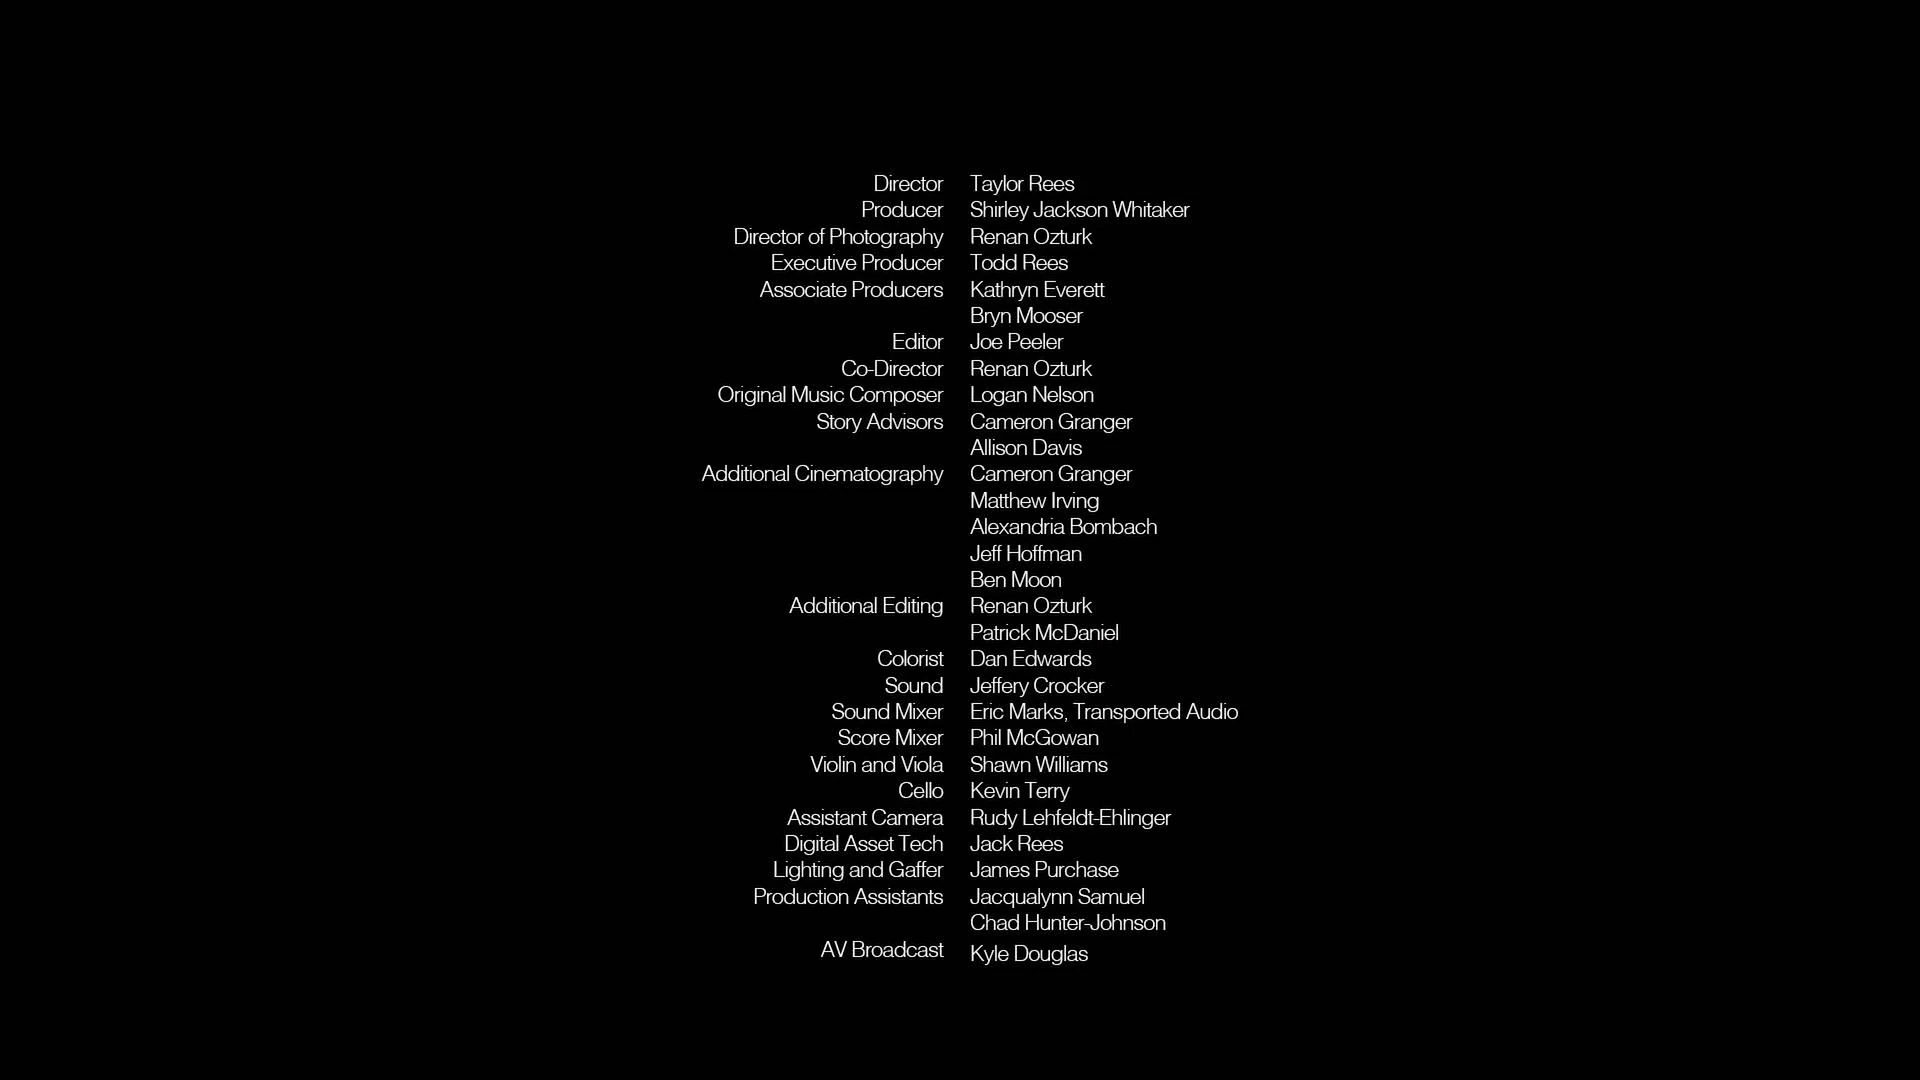 Director Taylor Rees
Producer Shirley Jackson Whitaker
Director of Photography Renan Ozturk
Executive Producer Todd Rees
Associate Producers Kathryn Everett
Bryn Mooser
Editor Joe Peeler
Co-Director Renan Ozturk
Original Music Composer Logan Nelson
Story Advisors Cameron Granger
Allison Davis
Additional Cinematography Cameron Granger
Matthew Irving
Alexandria Bombach
Jeff Hoffman
Ben Moon
Additional Editing Renan Ozturk
Patrick McDaniel
Colorist Dan Edwards
Sound Jeffery Crocker
Sound Mixer Eric Marks, Transported Audio
Score Mixer Phil McGowan
Violin and Viola Shawn Williams
Cello Kevin Terry
Assistant Camera Rudy Lehfeldt-Ehlinger
Digital Asset Tech Jack Rees
Lighting and Gaffer James Purchase
Production Assistants Jacqualynn Samuel
Chad Hunter-Johnson
AV Broadcast Kyle Douglas